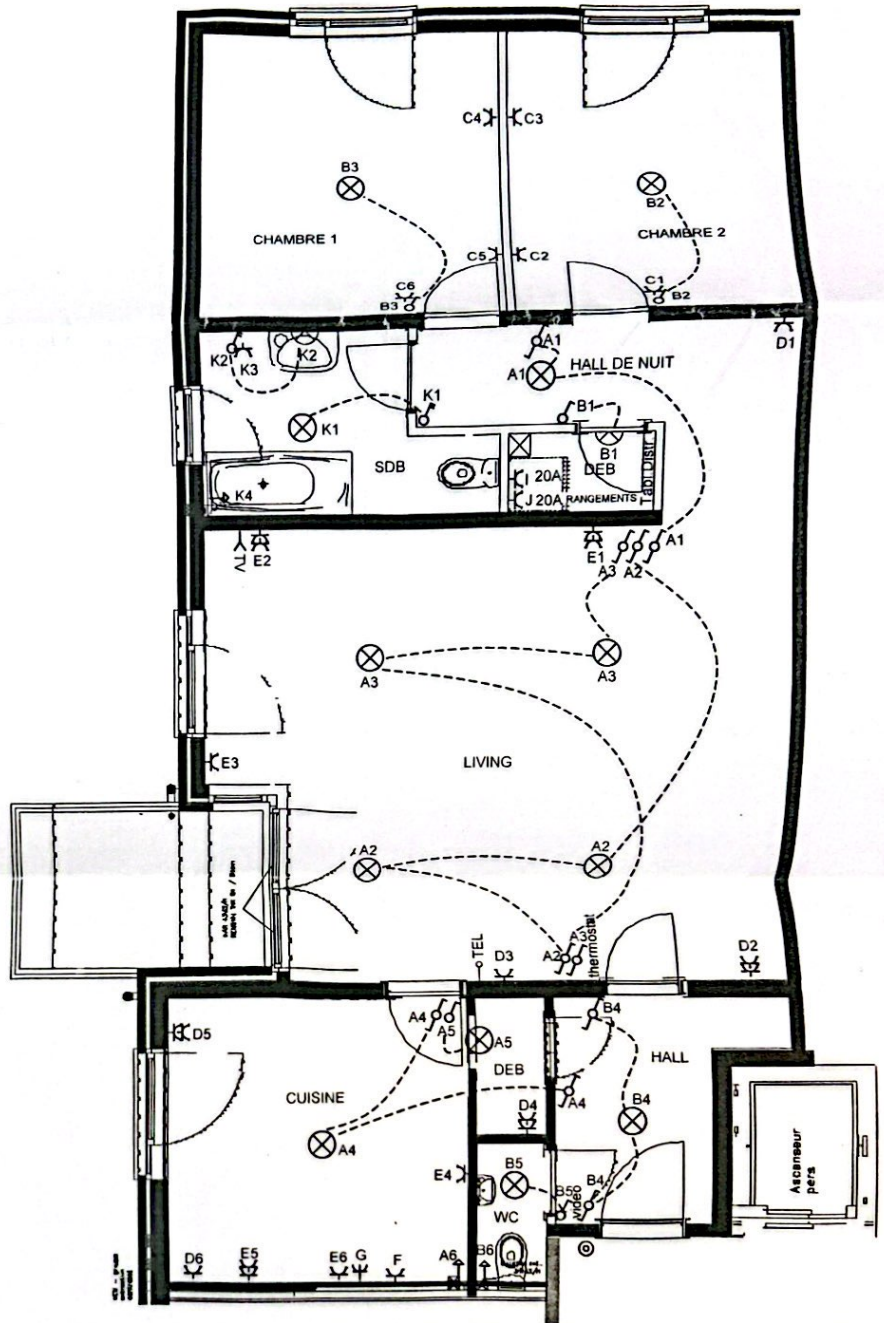 C4 C3
B3
B2
CHAMBRE 1
CHAMBRE 2
C5 C2
C6
B3
C1
B2
K2
K3
K2
A1
D1
HALL DE NUIT
A1
K1
B1
K1
B1
SDB
DEB
I 20A
K4
J 20A RANGEMENTS
Tabl Distr
TV
E2
E1
A3
A2
A1
A3
A3
E3
LIVING
A2
A2
TEL
D3
A2
A3
thermostat
D2
D5
A4
A5
A5
B4
HALL
DEB
CUISINE
A4
D4
B4
A4
E4
B5
B5
video
B4
WC
Ascenseur
pers
D6
E5
E6
G
F
A6
B6